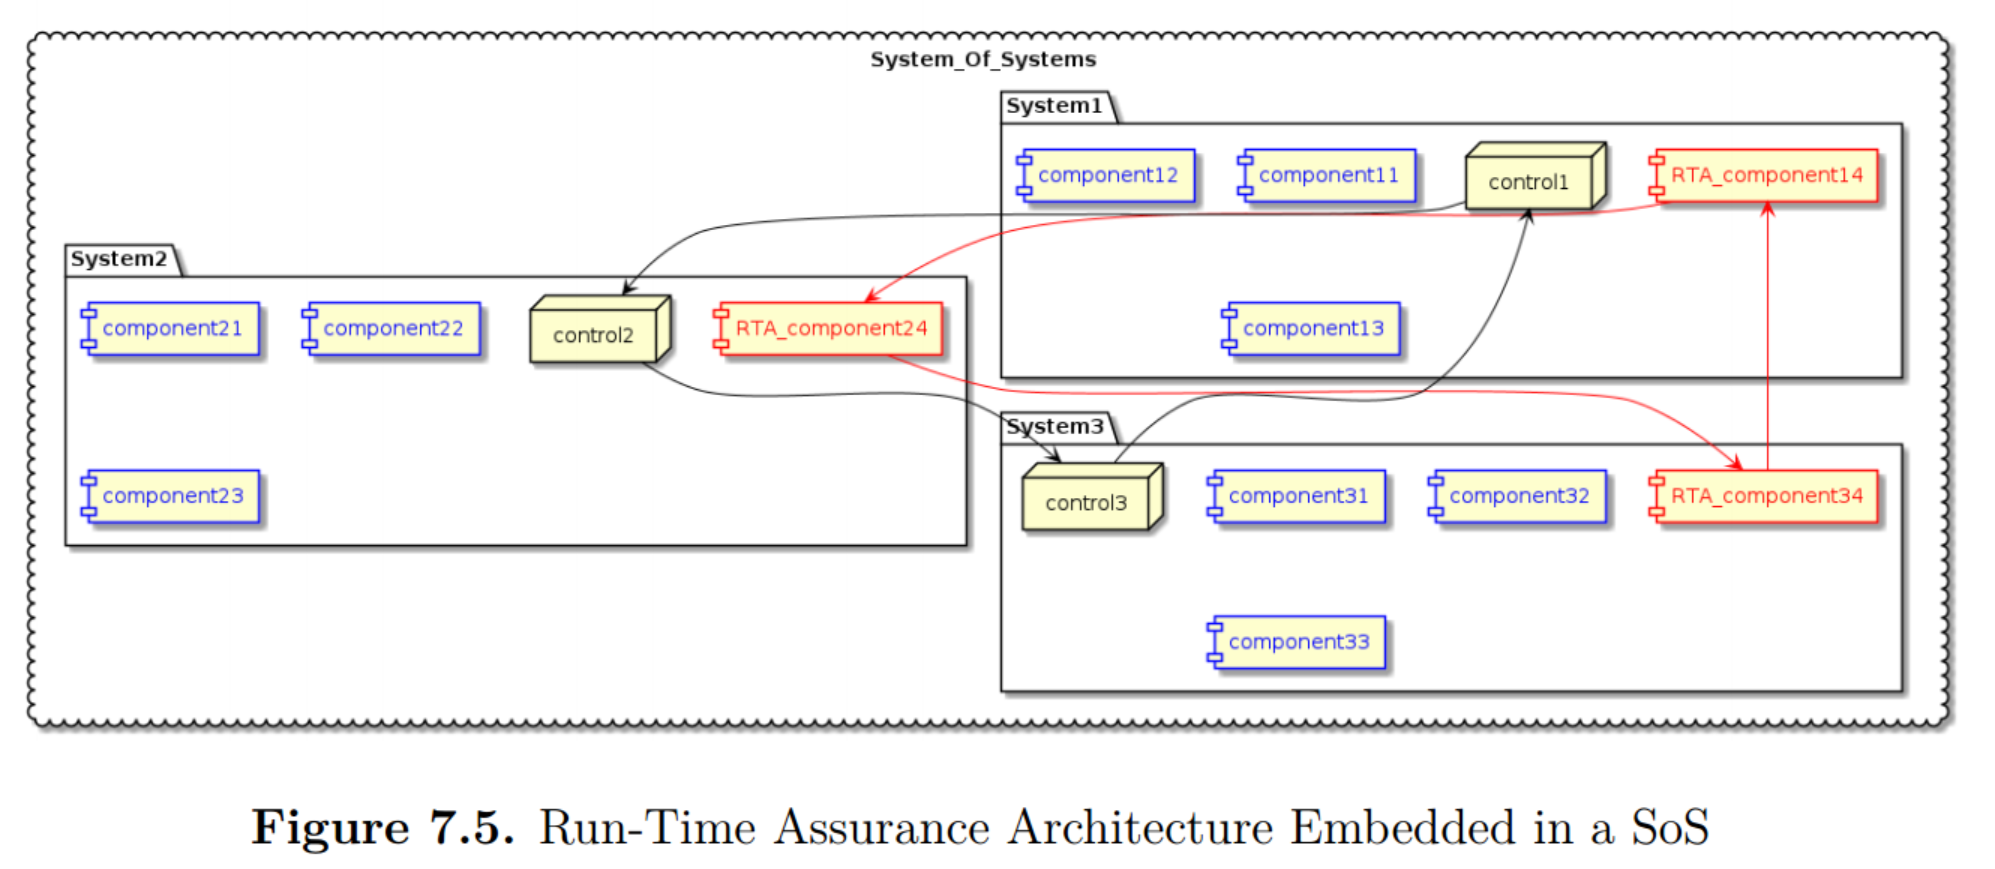 System_Of_Systems
System1
component12
component11
control1
RTA_component14
component13
System2
component21
component22
control2
RTA_component24
component23
System3
control3
component31
component32
RTA_component34
component33
Figure 7.5. Run-Time Assurance Architecture Embedded in a SoS